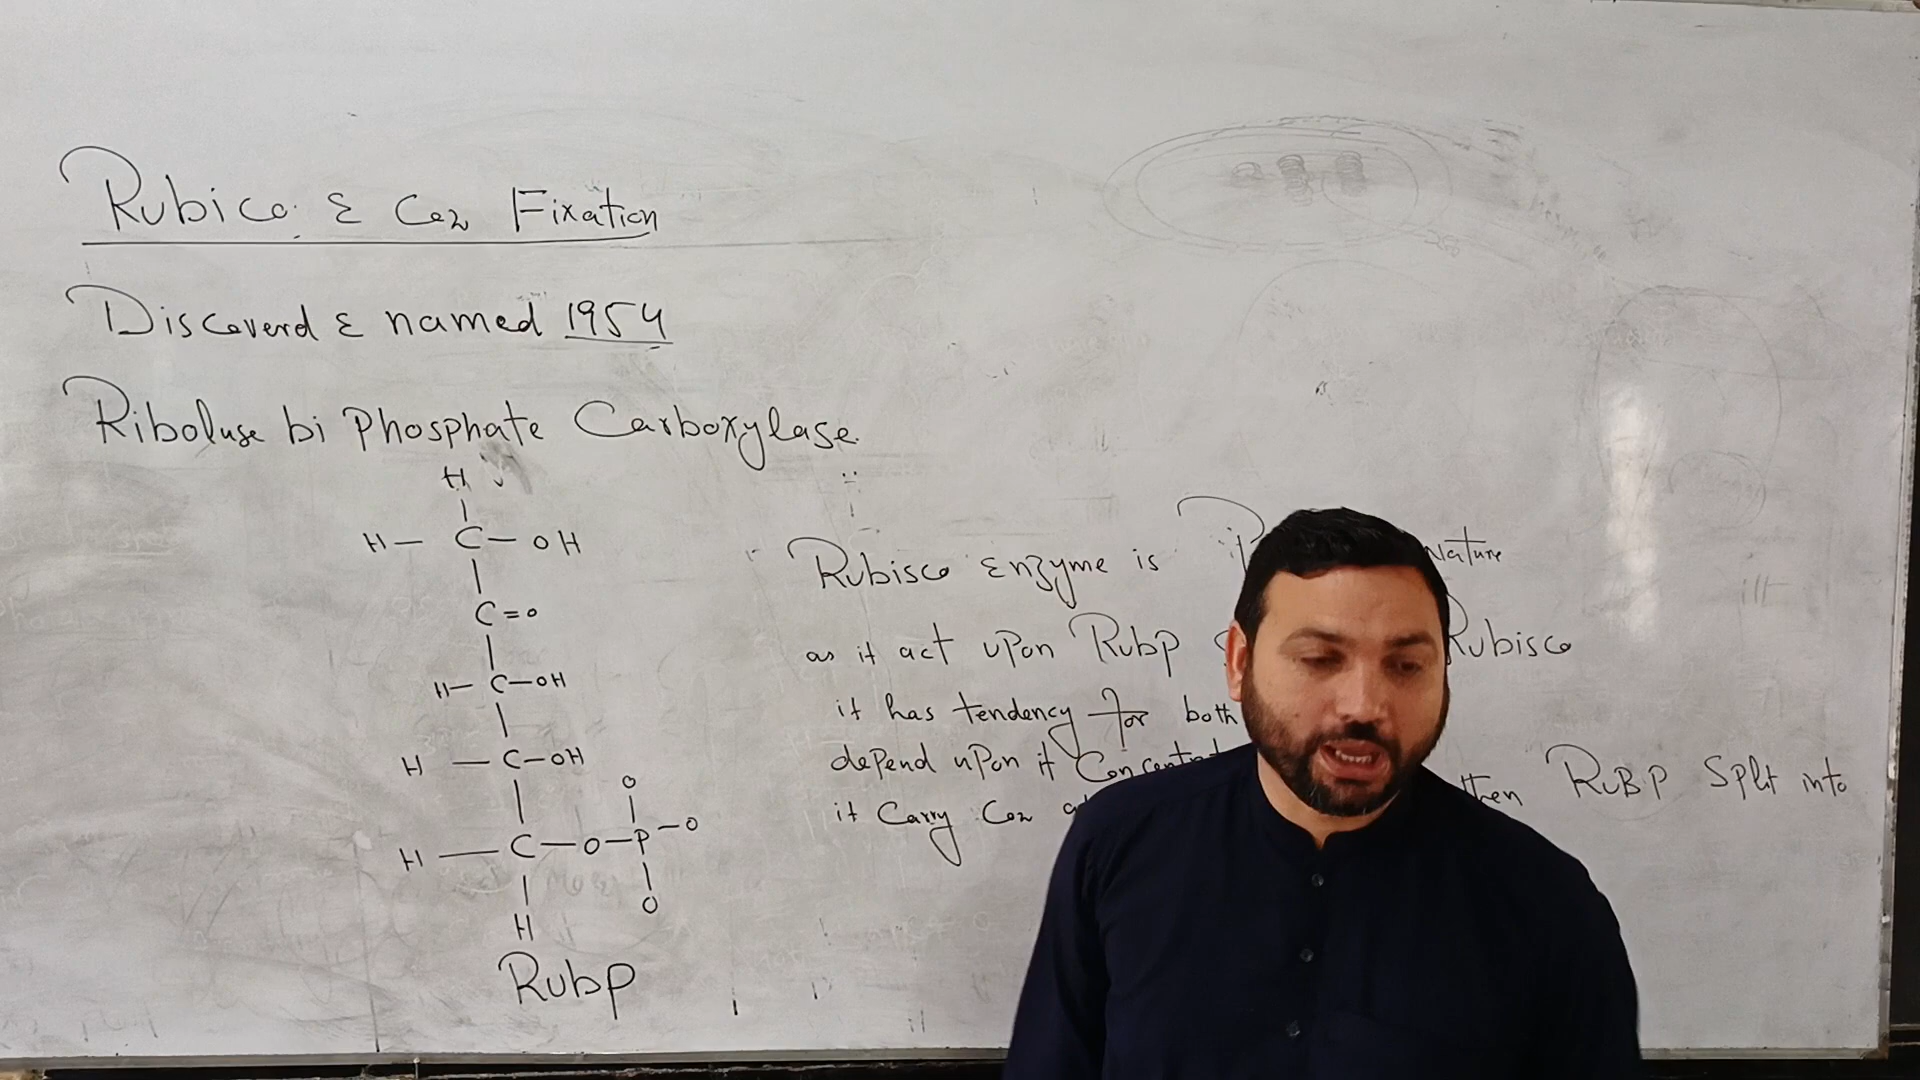 Rubico & Co2 Fixation
Discoverd & named 1954
Riboluse bi Phosphate Carboxylase
H
H — C — OH
C = O
H — C — OH
H — C — OH
O
H — C — O — P — O
O
H
Rubp
Rubisco Enzyme is Nature
as it act upon Rubp Rubisco
it has tendency for both
depend upon it
it Carry Co2 then RuBP Split into